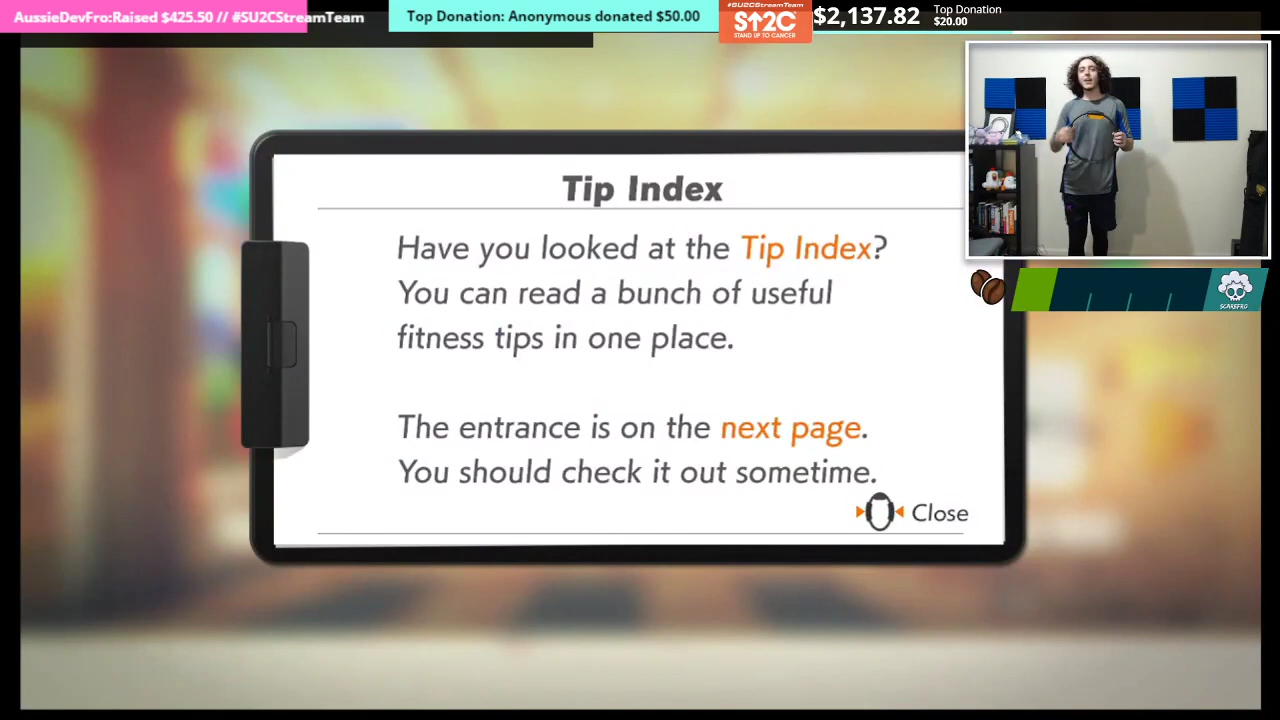 AussieDevFro:Raised $425.50 // #SU2CStreamTeam
Top Donation: Anonymous donated $50.00
#SU2CStreamTeam
SU2C
STAND UP TO CANCER
$2,137.82
Top Donation
$20.00
Tip Index
Have you looked at the Tip Index?
You can read a bunch of useful
fitness tips in one place.
The entrance is on the next page.
You should check it out sometime.
Close